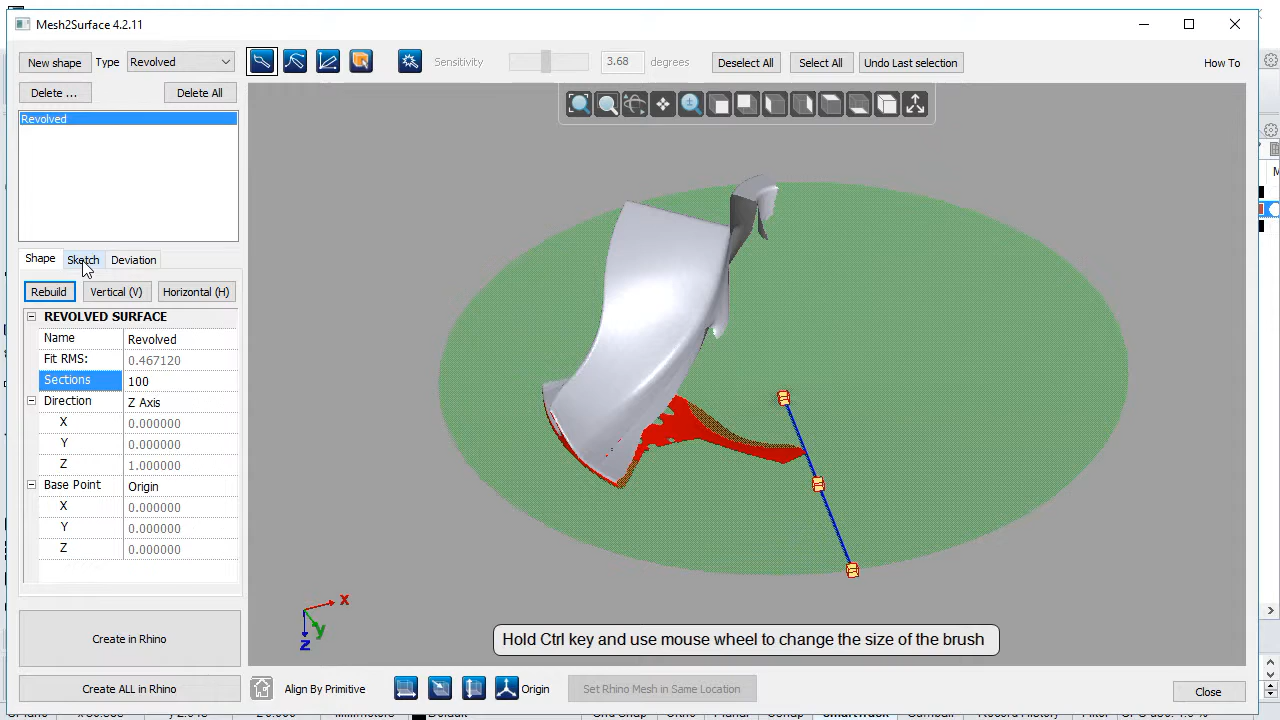 Mesh2Surface 4.2.11
New shape
Type
Revolved
Sensitivity
3.68
degrees
Deselect All
Select All
Undo Last selection
How To
Delete ...
Delete All
Revolved
Shape
Sketch
Deviation
Rebuild
Vertical (V)
Horizontal (H)
REVOLVED SURFACE
Name
Revolved
Fit RMS:
0.467120
Sections
100
Direction
Z Axis
X
0.000000
Y
0.000000
Z
1.000000
Base Point
Origin
X
0.000000
Y
0.000000
Z
0.000000
x
y
z
Hold Ctrl key and use mouse wheel to change the size of the brush
Create in Rhino
Create ALL in Rhino
Align By Primitive
Origin
Set Rhino Mesh in Same Location
Close